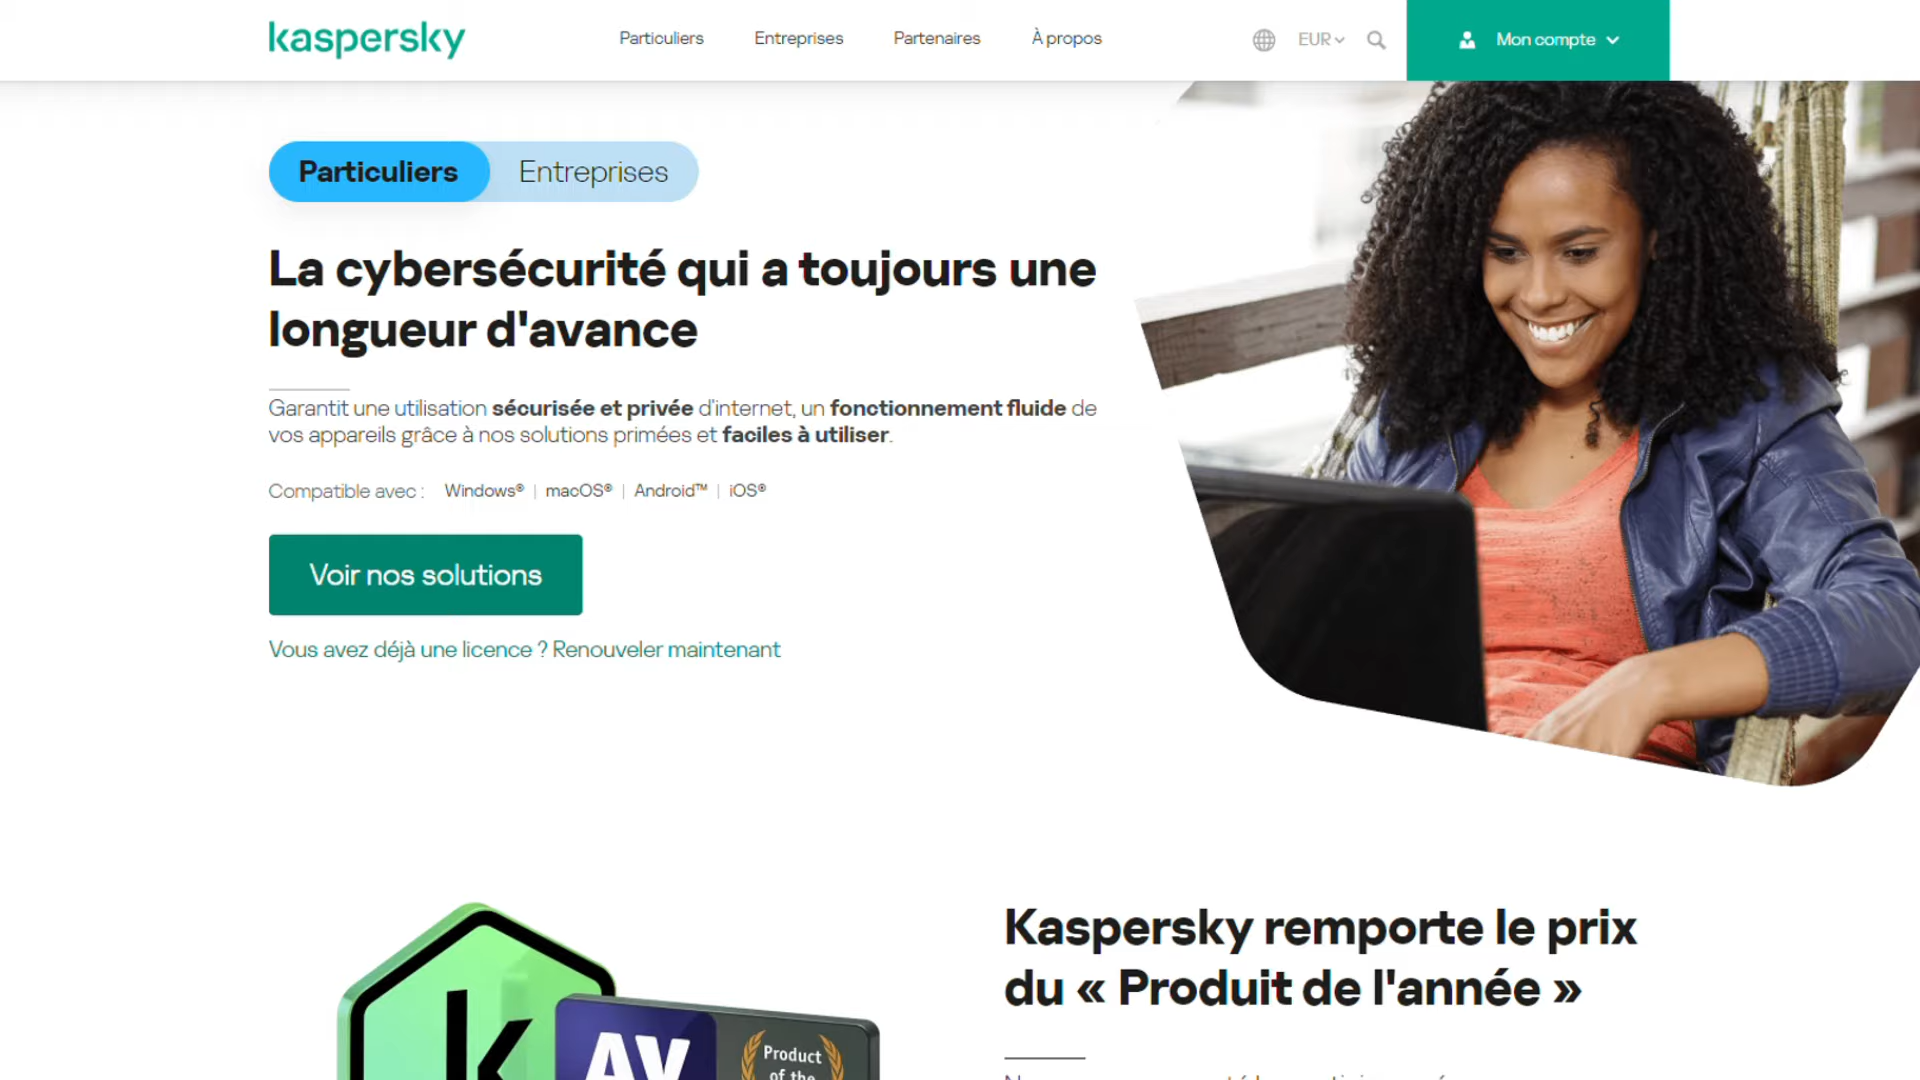 kaspersky
Particuliers
Entreprises
Partenaires
À propos
EUR
Mon compte
Particuliers
Entreprises
La cybersécurité qui a toujours une
longueur d'avance
Garantit une utilisation sécurisée et privée d'internet, un fonctionnement fluide de
vos appareils grâce à nos solutions primées et faciles à utiliser.
Compatible avec : Windows® | macOS® | Android™ | iOS®
Voir nos solutions
Vous avez déjà une licence ? Renouveler maintenant
Kaspersky remporte le prix
du « Produit de l'année »
k
AV
Product
of the